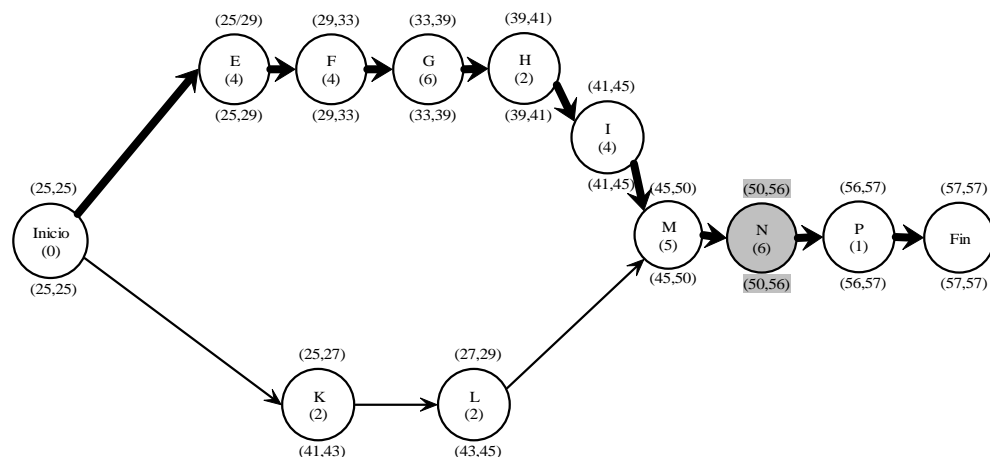 (25/29)
E
(4)
(25,29)
(29,33)
F
(4)
(29,33)
(33,39)
G
(6)
(33,39)
(39,41)
H
(2)
(39,41)
(41,45)
I
(4)
(41,45)
(25,25)
Inicio
(0)
(25,25)
(45,50)
M
(5)
(45,50)
(50,56)
N
(6)
(50,56)
(56,57)
P
(1)
(56,57)
(57,57)
Fin
(57,57)
(25,27)
K
(2)
(41,43)
(27,29)
L
(2)
(43,45)